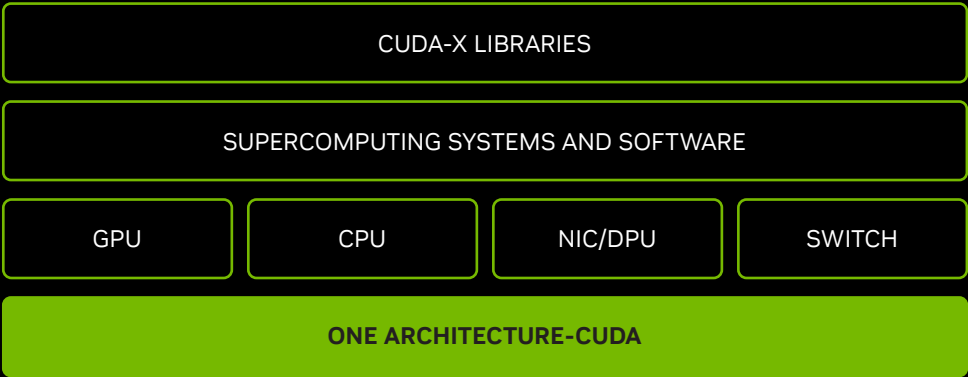 CUDA-X LIBRARIES
SUPERCOMPUTING SYSTEMS AND SOFTWARE
GPU
CPU
NIC/DPU
SWITCH
ONE ARCHITECTURE-CUDA